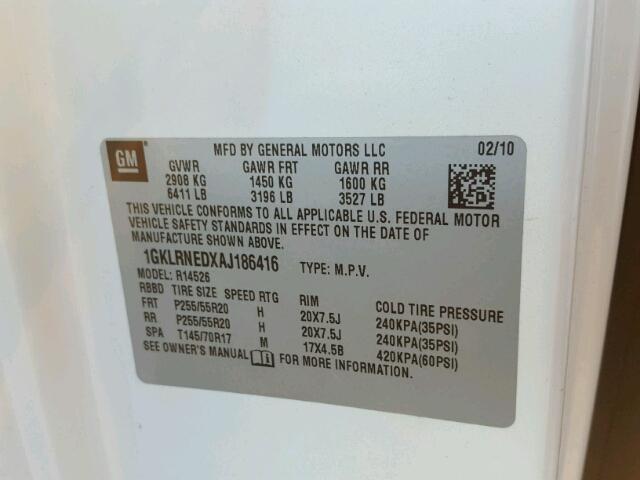 GM
MFD BY GENERAL MOTORS LLC 02/10
GVWR GAWR FRT GAWR RR
2908 KG 1450 KG 1600 KG
6411 LB 3196 LB 3527 LB
THIS VEHICLE CONFORMS TO ALL APPLICABLE U.S. FEDERAL MOTOR
VEHICLE SAFETY STANDARDS IN EFFECT ON THE DATE OF
MANUFACTURE SHOWN ABOVE.
1GKLRNEDXAJ186416 TYPE: M.P.V.
MODEL: R14526
RBBD TIRE SIZE SPEED RTG RIM COLD TIRE PRESSURE
FRT P255/55R20 H 20X7.5J 240KPA(35PSI)
RR P255/55R20 H 20X7.5J 240KPA(35PSI)
SPA T145/70R17 M 17X4.5B 420KPA(60PSI)
SEE OWNER'S MANUAL FOR MORE INFORMATION.